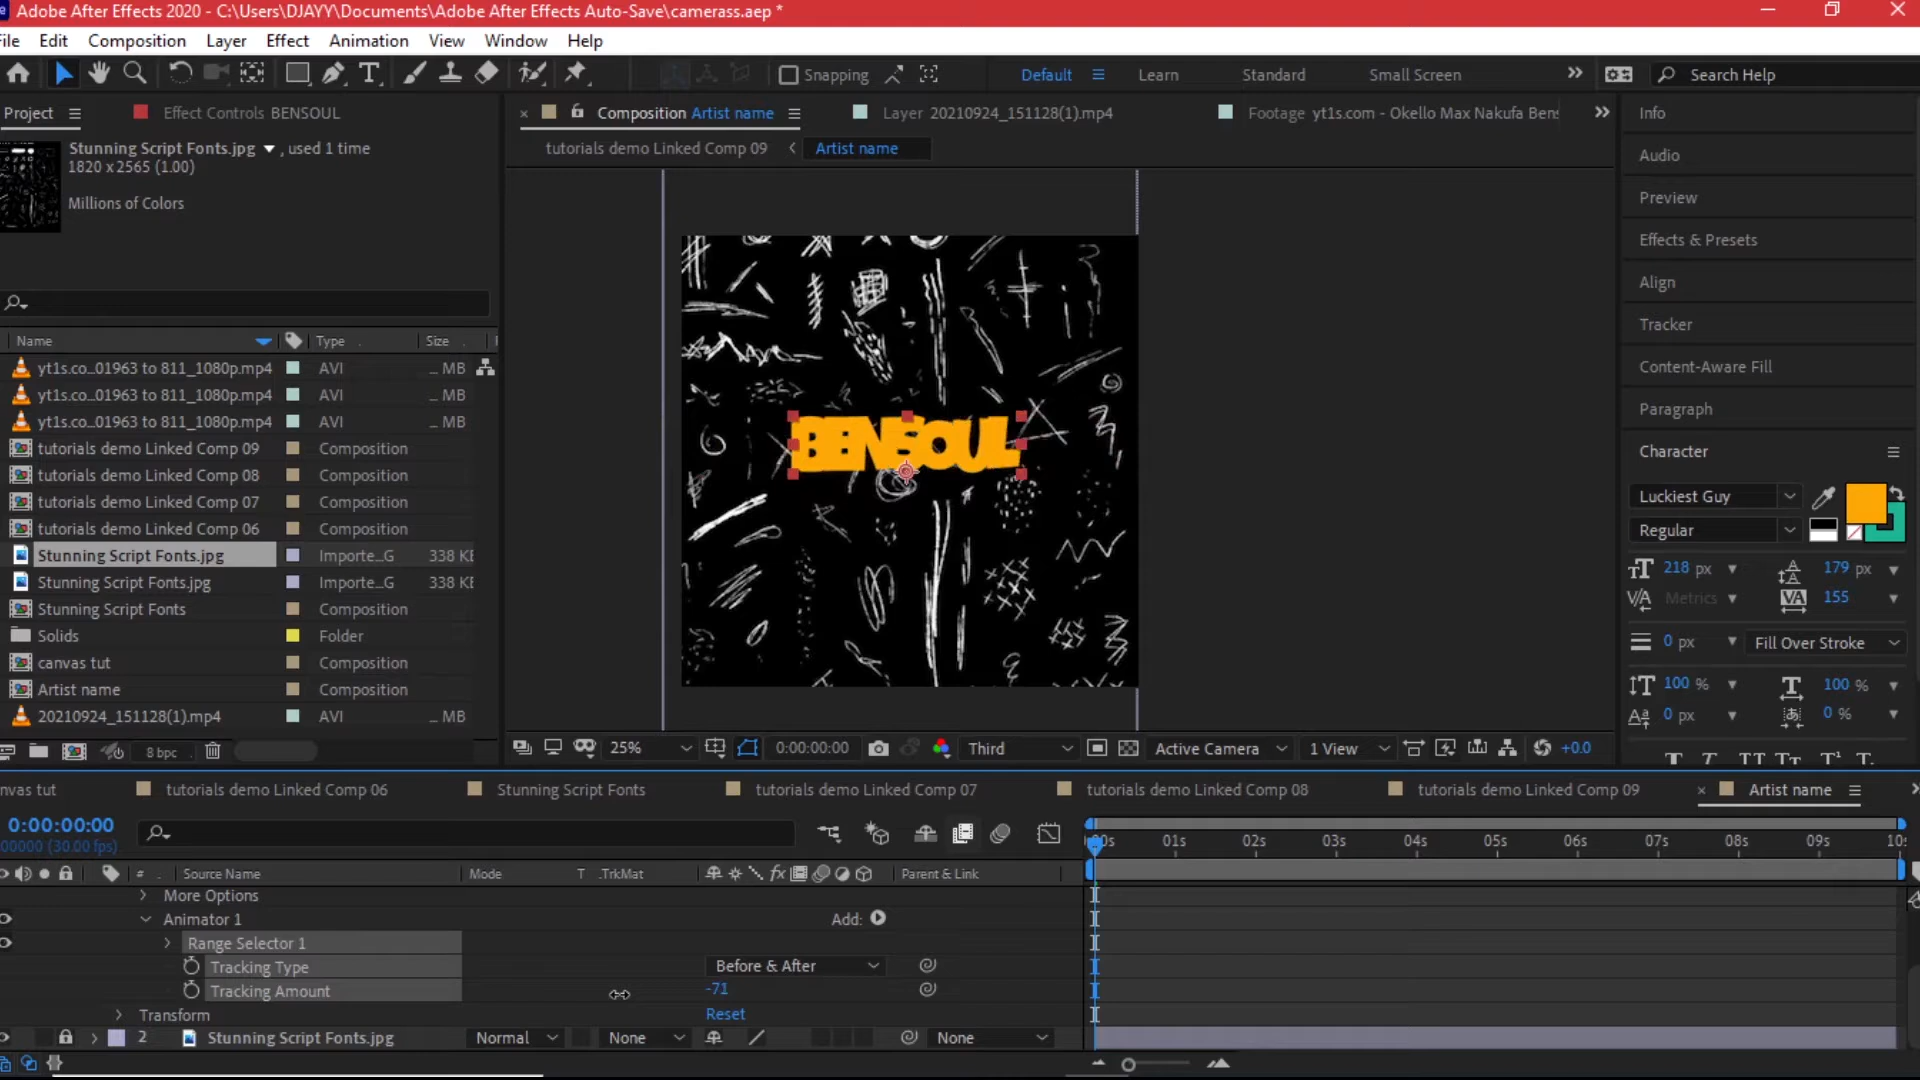 Adobe After Effects 2020 - C:\Users\DJAYY\Documents\Adobe After Effects Auto-Save\camerass.aep *
File Edit Composition Layer Effect Animation View Window Help
Snapping Default Learn Standard Small Screen Search Help
Project Effect Controls BENSOUL
Composition Artist name Layer 20210924_151128(1).mp4 Footage yt1s.com - Okello Max Nakufa Bens
tutorials demo Linked Comp 09 Artist name
Stunning Script Fonts.jpg , used 1 time
1820 x 2565 (1.00)
Millions of Colors
Name Type Size
yt1s.co...01963 to 811_1080p.mp4 AVI ... MB
yt1s.co...01963 to 811_1080p.mp4 AVI ... MB
yt1s.co...01963 to 811_1080p.mp4 AVI ... MB
tutorials demo Linked Comp 09 Composition
tutorials demo Linked Comp 08 Composition
tutorials demo Linked Comp 07 Composition
tutorials demo Linked Comp 06 Composition
Stunning Script Fonts.jpg Importe...G 338 KE
Stunning Script Fonts.jpg Importe...G 338 KE
Stunning Script Fonts Composition
Solids Folder
canvas tut Composition
Artist name Composition
20210924_151128(1).mp4 AVI ... MB
8 bpc
BENSOUL
25% 0:00:00:00 Third Active Camera 1 View +0.0
Info
Audio
Preview
Effects & Presets
Align
Tracker
Content-Aware Fill
Paragraph
Character
Luckiest Guy
Regular
218 px 179 px
Metrics 155
0 px Fill Over Stroke
100 % 100 %
0 px 0 %
nvas tut tutorials demo Linked Comp 06 Stunning Script Fonts tutorials demo Linked Comp 07 tutorials demo Linked Comp 08 tutorials demo Linked Comp 09 Artist name
0:00:00:00
00000 (30.00 fps)
00s 01s 02s 03s 04s 05s 06s 07s 08s 09s 10s
# Source Name Mode T .TrkMat Parent & Link
More Options
Animator 1 Add:
Range Selector 1
Tracking Type Before & After
Tracking Amount -71
Transform Reset
2 Stunning Script Fonts.jpg Normal None None